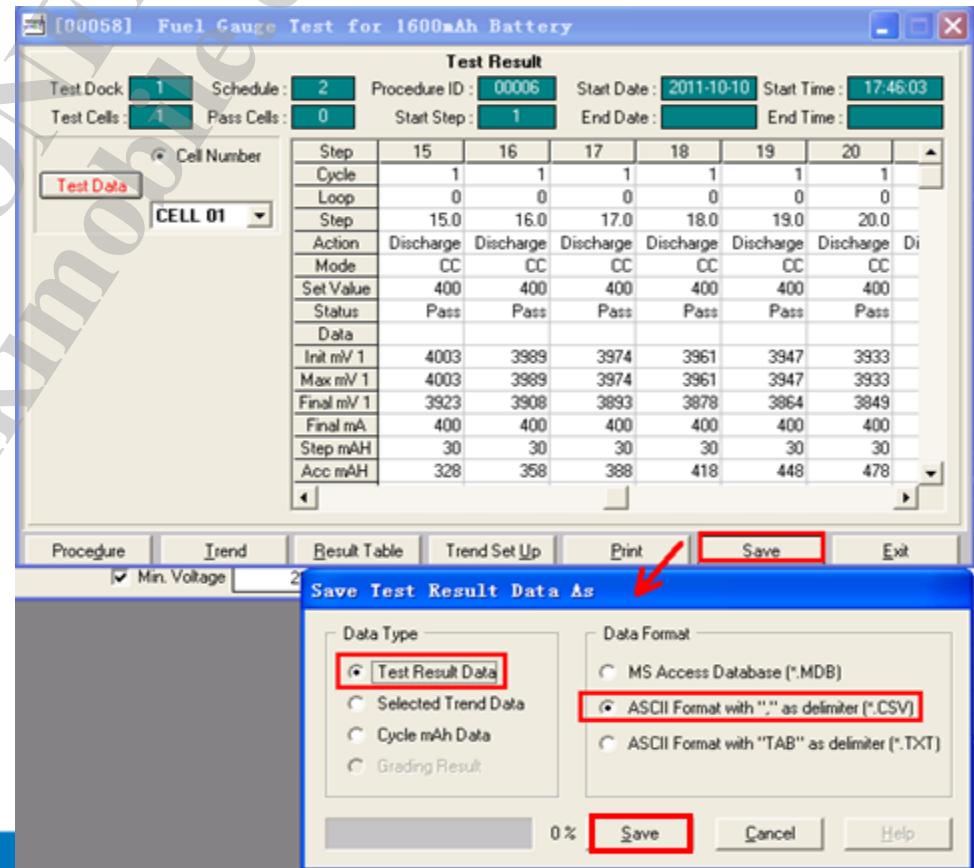 [00058] Fuel Gauge Test for 1600mAh Battery
Test Result
Test Dock 1 Schedule : 2 Procedure ID : 00006 Start Date : 2011-10-10 Start Time : 17:46:03
Test Cells : 1 Pass Cells : 0 Start Step : 1 End Date : End Time :
Cell Number
Test Data
CELL 01
Step 15 16 17 18 19 20
Cycle 1 1 1 1 1 1
Loop 0 0 0 0 0 0
Step 15.0 16.0 17.0 18.0 19.0 20.0
Action Discharge Discharge Discharge Discharge Discharge Discharge Di
Mode CC CC CC CC CC CC
Set Value 400 400 400 400 400 400
Status Pass Pass Pass Pass Pass Pass
Data
Init mV 1 4003 3989 3974 3961 3947 3933
Max mV 1 4003 3989 3974 3961 3947 3933
Final mV 1 3923 3908 3893 3878 3864 3849
Final mA 400 400 400 400 400 400
Step mAH 30 30 30 30 30 30
Acc mAH 328 358 388 418 448 478
Procedure Trend Result Table Trend Set Up Print Save Exit
Min. Voltage 2
Save Test Result Data As
Data Type
Test Result Data
Selected Trend Data
Cycle mAh Data
Grading Result
Data Format
MS Access Database (*.MDB)
ASCII Format with "," as delimiter (*.CSV)
ASCII Format with "TAB" as delimiter (*.TXT)
0 % Save Cancel Help